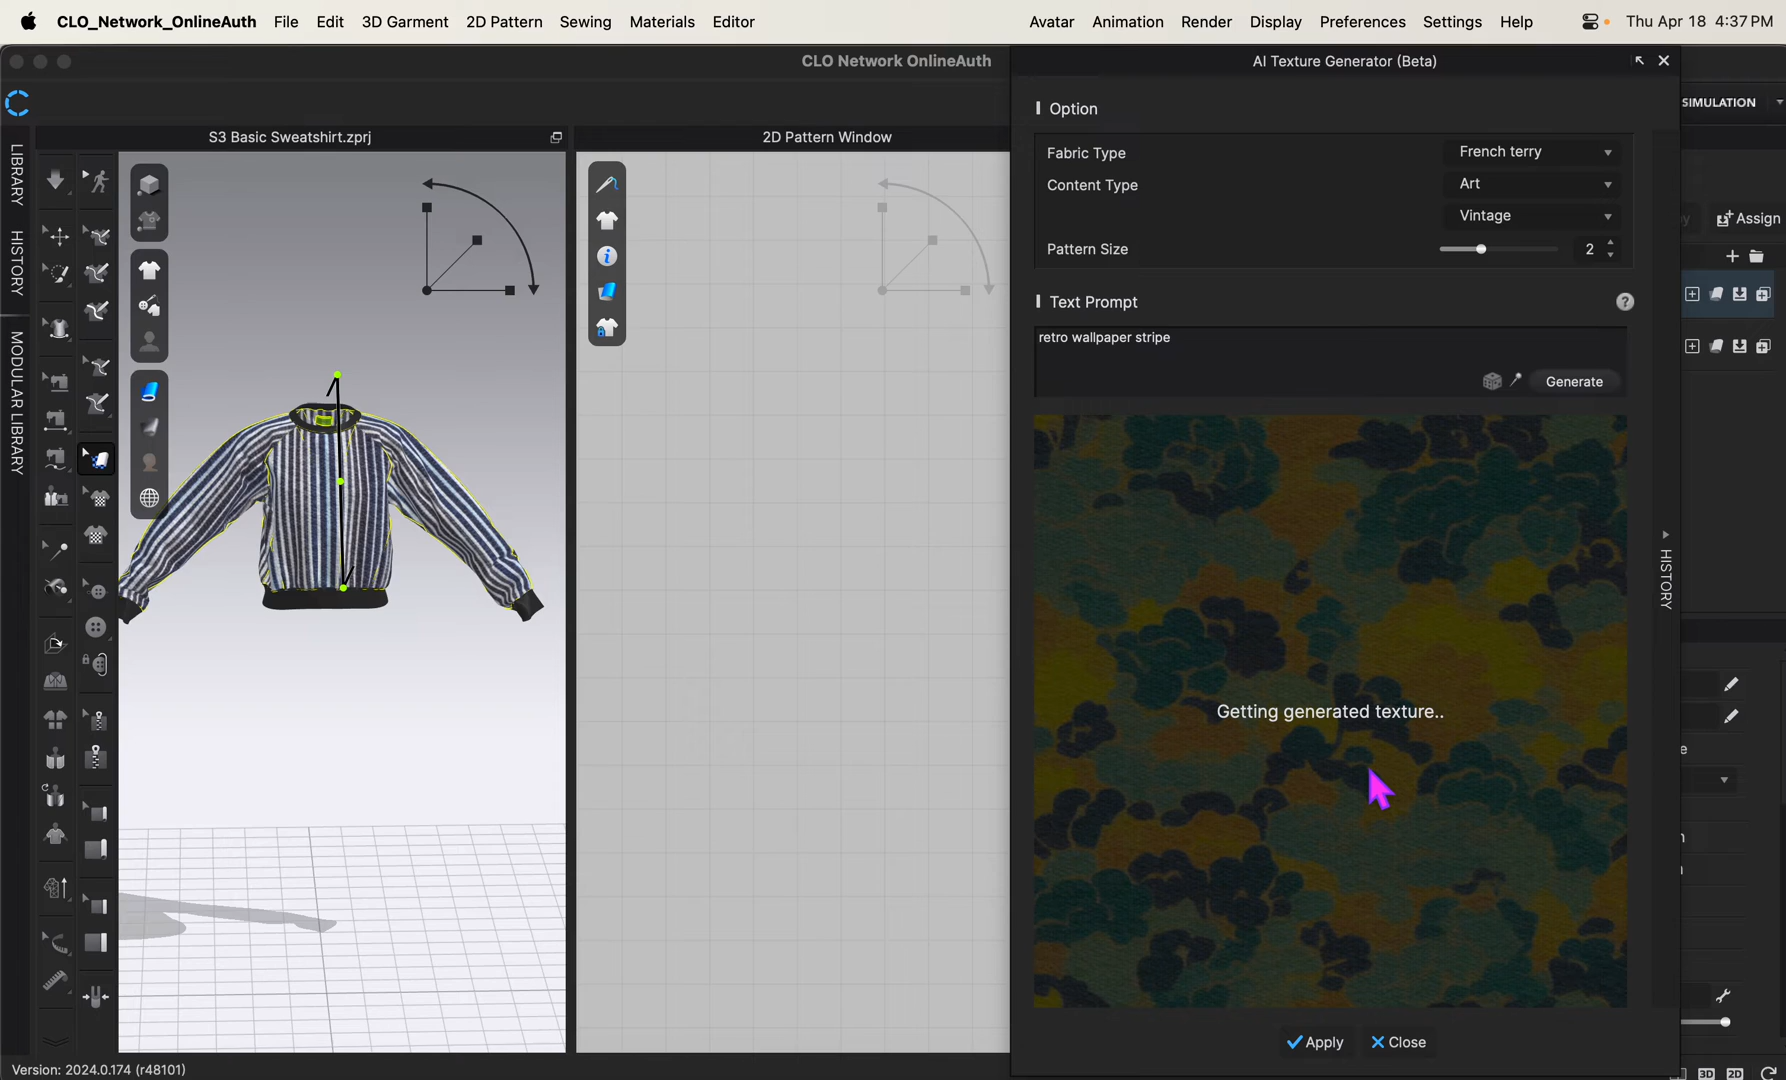 CLO_Network_OnlineAuth File Edit 3D Garment 2D Pattern Sewing Materials Editor Avatar Animation Render Display Preferences Settings Help Thu Apr 18 4:37 PM
CLO Network OnlineAuth
AI Texture Generator (Beta)
SIMULATION
S3 Basic Sweatshirt.zprj
2D Pattern Window
LIBRARY
HISTORY
MODULAR LIBRARY
Option
Fabric Type French terry
Content Type Art
Vintage
Pattern Size 2
Text Prompt
retro wallpaper stripe
Generate
Getting generated texture..
HISTORY
Apply Close
Assign
Version: 2024.0.174 (r48101)
3D 2D